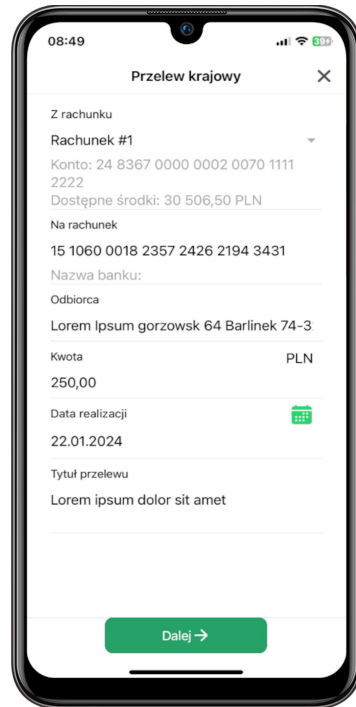 08:49
39
Przelew krajowy
Z rachunku
Rachunek #1
Konto: 24 8367 0000 0002 0070 1111
2222
Dostępne środki: 30 506,50 PLN
Na rachunek
15 1060 0018 2357 2426 2194 3431
Nazwa banku:
Odbiorca
Lorem Ipsum gorzowsk 64 Barlinek 74-3
Kwota
PLN
250,00
Data realizacji
22.01.2024
Tytuł przelewu
Lorem ipsum dolor sit amet
Dalej →